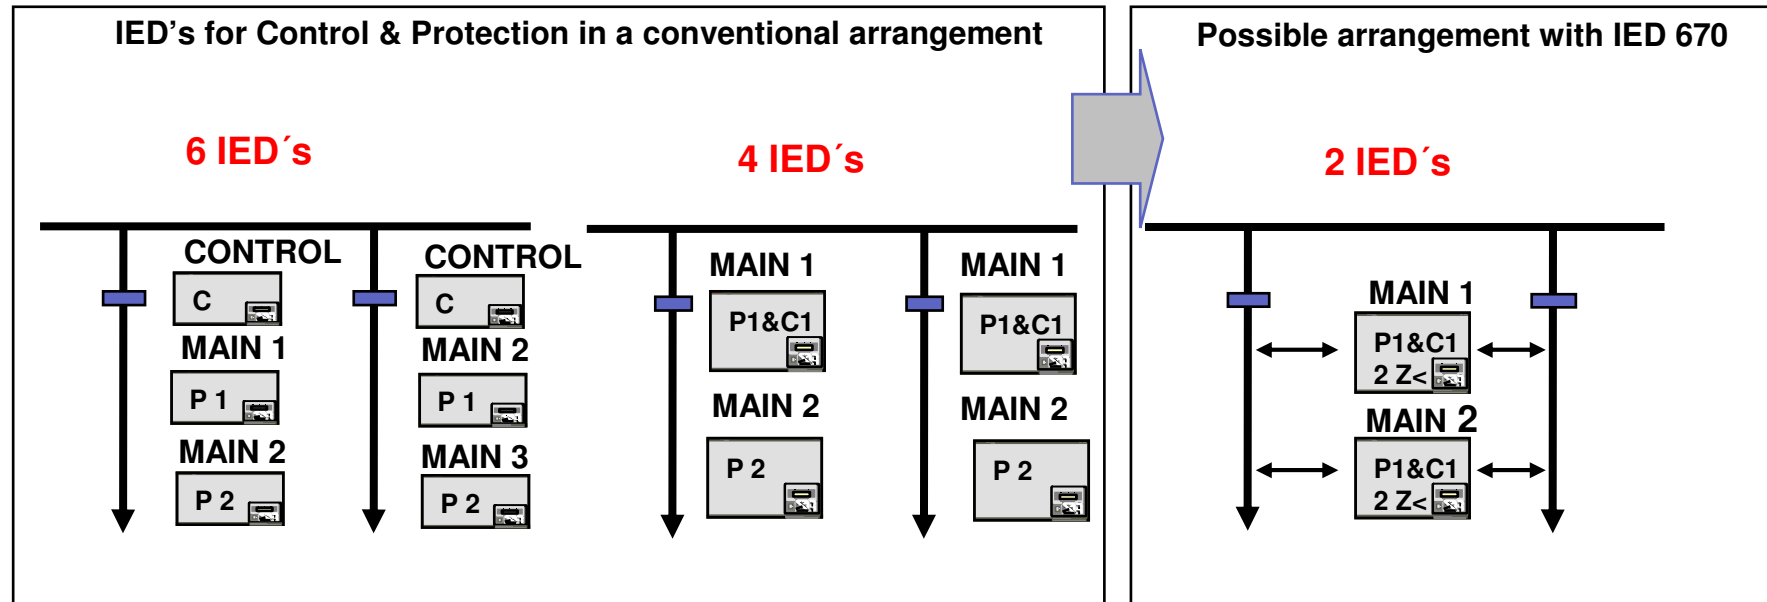 IED's for Control & Protection in a conventional arrangement
Possible arrangement with IED 670
6 IED´s
4 IED´s
2 IED´s
CONTROL
C
MAIN 1
P 1
MAIN 2
P 2
CONTROL
C
MAIN 2
P 1
MAIN 3
P 2
MAIN 1
P1&C1
MAIN 2
P 2
MAIN 1
P1&C1
MAIN 2
P 2
MAIN 1
P1&C1
2 Z<
MAIN 2
P1&C1
2 Z<